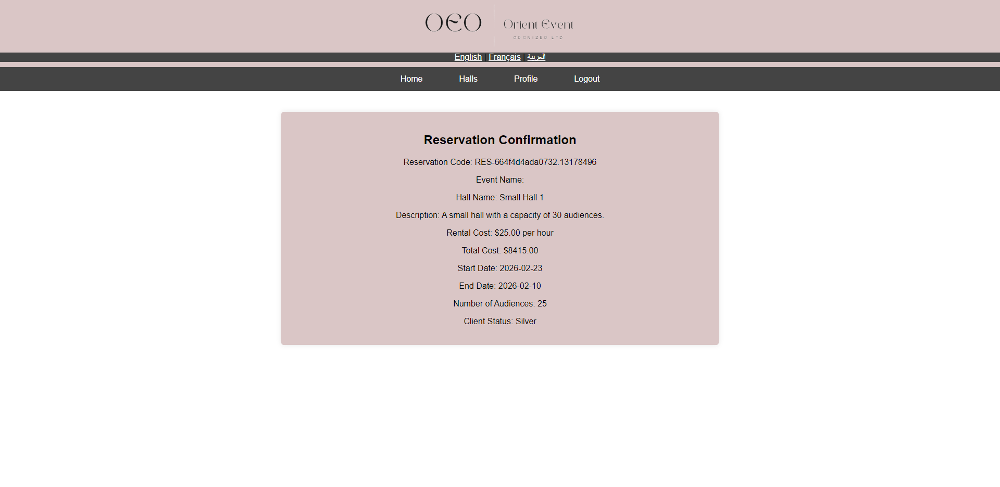 OEO
Orient Event
ORGNIZER LTD
English | Français | العربية
Home Halls Profile Logout
Reservation Confirmation
Reservation Code: RES-664f4d4ada0732.13178496
Event Name:
Hall Name: Small Hall 1
Description: A small hall with a capacity of 30 audiences.
Rental Cost: $25.00 per hour
Total Cost: $8415.00
Start Date: 2026-02-23
End Date: 2026-02-10
Number of Audiences: 25
Client Status: Silver